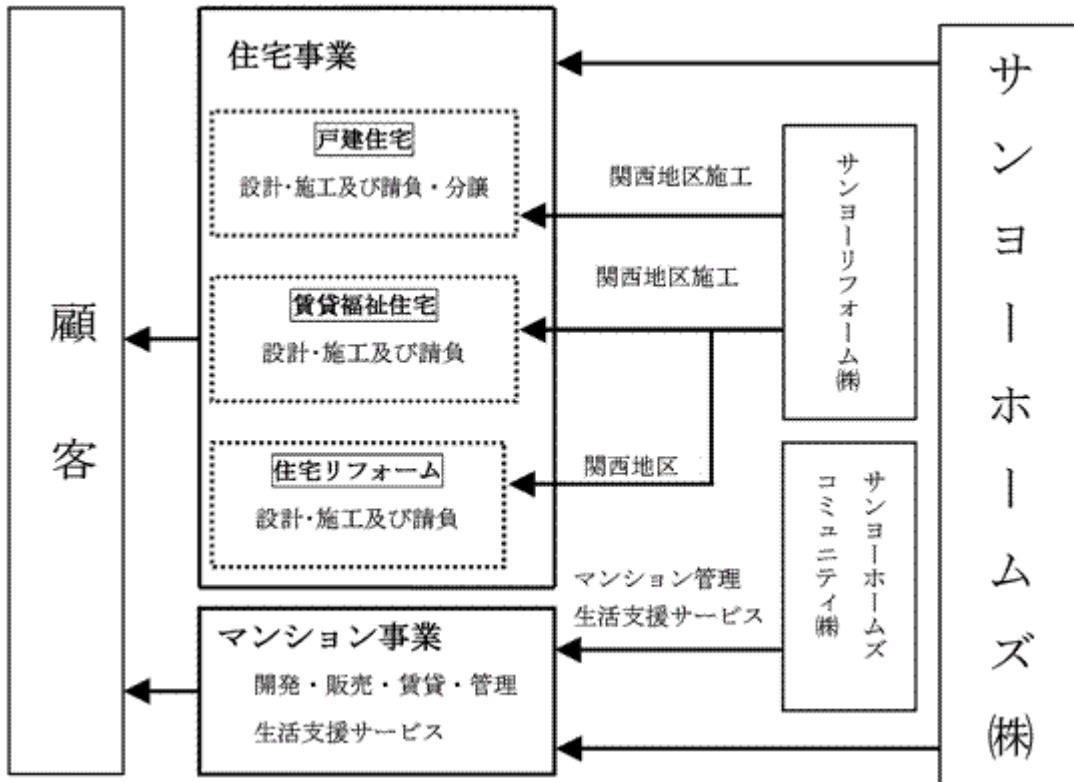 顧客
住宅事業
戸建住宅
設計・施工及び請負・分譲
賃貸福祉住宅
設計・施工及び請負
住宅リフォーム
設計・施工及び請負
マンション事業
開発・販売・賃貸・管理
生活支援サービス
関西地区施工
関西地区施工
関西地区
マンション管理
生活支援サービス
サンヨーリフォーム㈱
サンヨーホームズ
コミュニティ㈱
サンヨーホームズ㈱